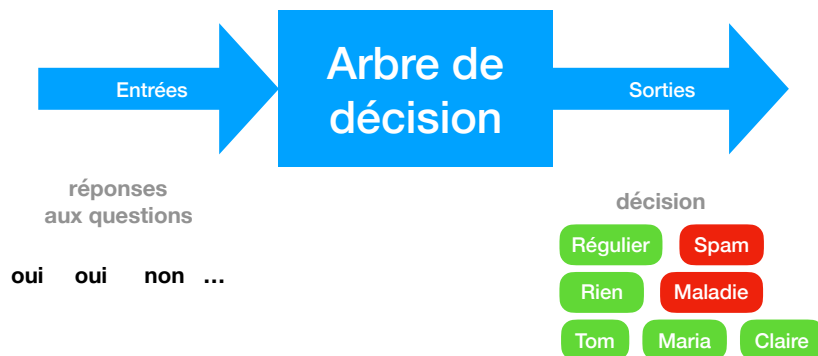 Entrées
Arbre de
décision
Sorties
réponses
aux questions
oui oui non …
décision
Régulier Spam
Rien Maladie
Tom Maria Claire